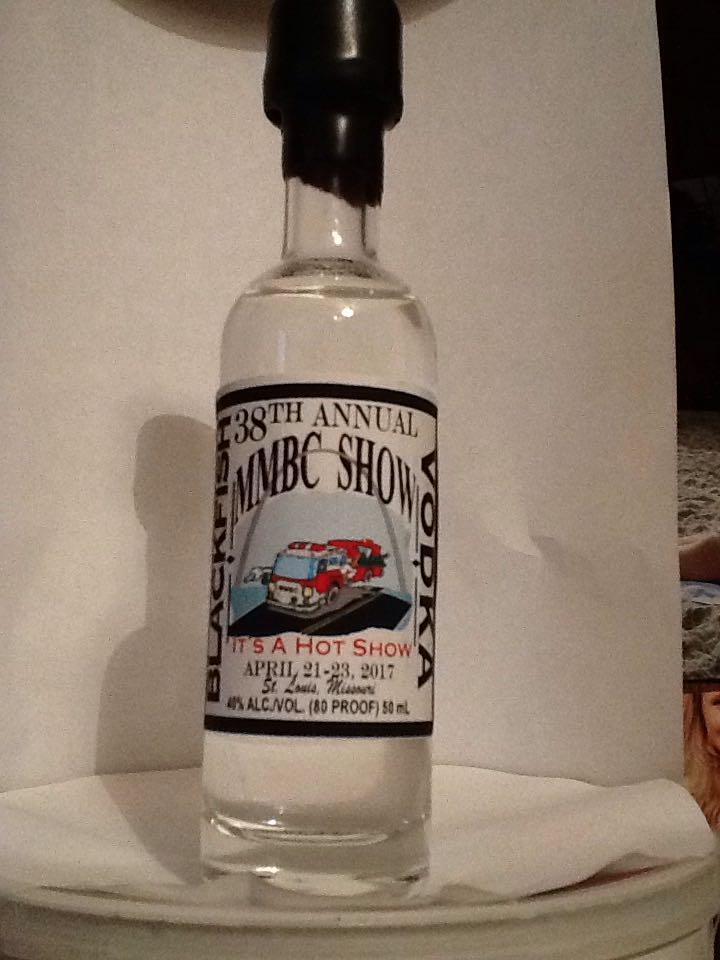 38TH ANNUAL
MMBC SHOW
BLACKFISH
VODKA
IT'S A HOT SHOW
APRIL 21-23, 2017
St. Louis, Missouri
40% ALC./VOL. (80 PROOF) 50 mL